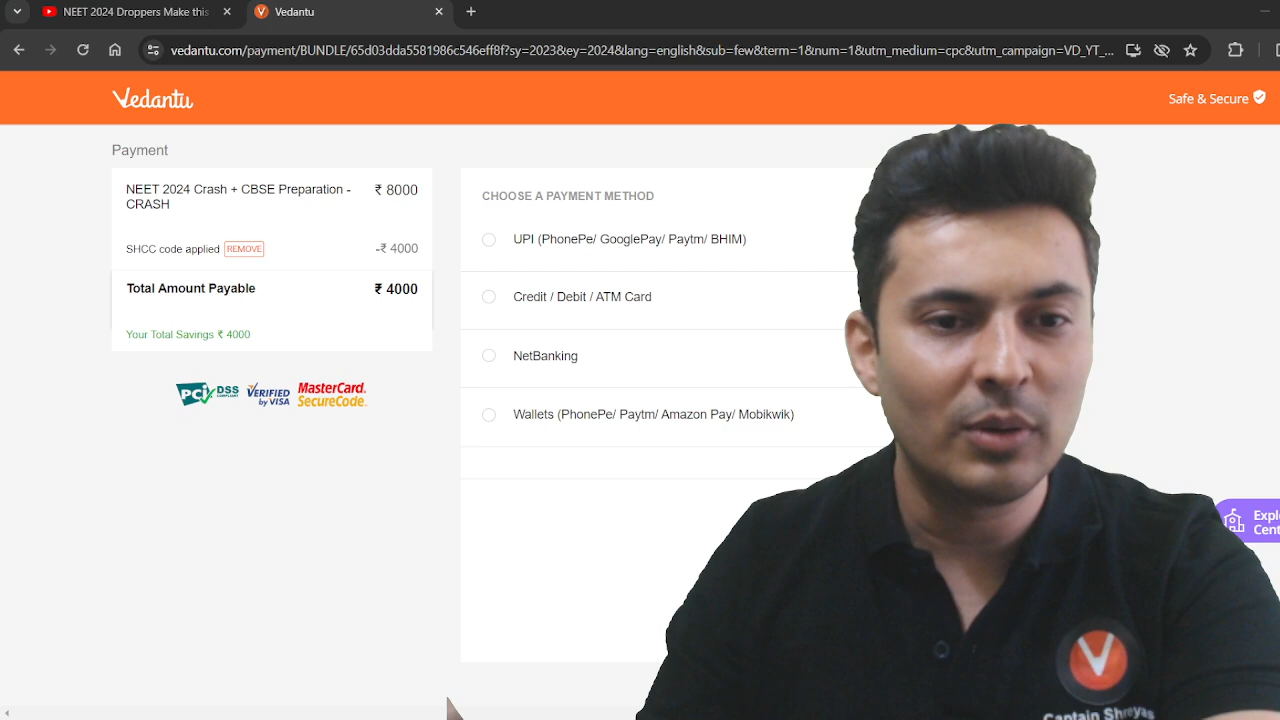 NEET 2024 Droppers Make this
Vedantu
vedantu.com/payment/BUNDLE/65d03dda5581986c546eff8f?sy=2023&ey=2024&lang=english&sub=few&term=1&num=1&utm_medium=cpc&utm_campaign=VD_YT_...
Vedantu
Safe & Secure
Payment
NEET 2024 Crash + CBSE Preparation -
CRASH
₹ 8000
SHCC code applied REMOVE
-₹ 4000
Total Amount Payable
₹ 4000
Your Total Savings ₹ 4000
PCI DSS
COMPLIANT
VERIFIED
by VISA
MasterCard.
SecureCode.
CHOOSE A PAYMENT METHOD
UPI (PhonePe/ GooglePay/ Paytm/ BHIM)
Credit / Debit / ATM Card
NetBanking
Wallets (PhonePe/ Paytm/ Amazon Pay/ Mobikwik)
Expl
Cent
V
Captain Shreyas